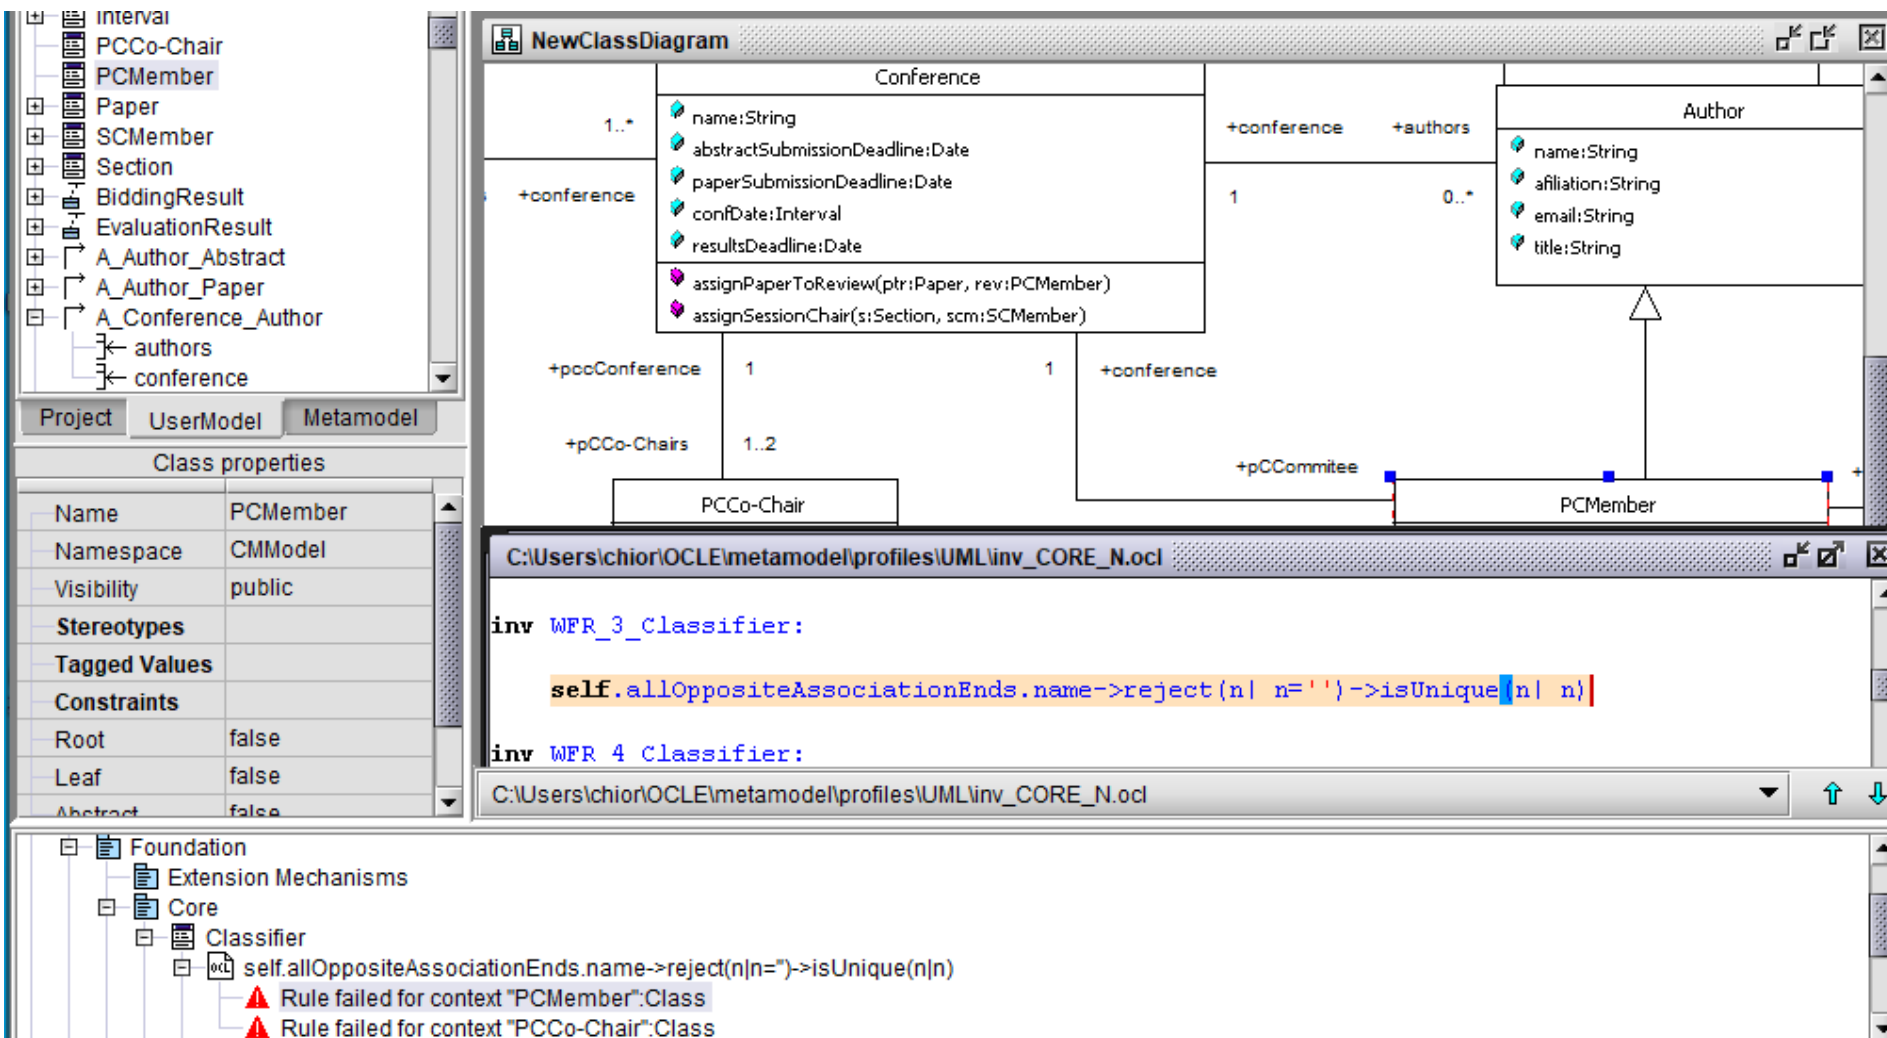 Interval
PCCo-Chair
PCMember
Paper
SCMember
Section
BiddingResult
EvaluationResult
A_Author_Abstract
A_Author_Paper
A_Conference_Author
authors
conference
Project UserModel Metamodel
Class properties
Name PCMember
Namespace CMModel
Visibility public
Stereotypes
Tagged Values
Constraints
Root false
Leaf false
Abstract false
NewClassDiagram
Conference
name:String
abstractSubmissionDeadline:Date
paperSubmissionDeadline:Date
confDate:Interval
resultsDeadline:Date
assignPaperToReview(ptr:Paper, rev:PCMember)
assignSessionChair(s:Section, scm:SCMember)
1..*
+conference
+conference +authors
1 0..*
Author
name:String
afiliation:String
email:String
title:String
+pccConference 1
1 +conference
+pCCo-Chairs 1..2
+pCCommitee
+
PCCo-Chair
PCMember
C:\Users\chior\OCLE\metamodel\profiles\UML\inv_CORE_N.ocl
inv WFR_3_Classifier:
self.allOppositeAssociationEnds.name->reject(n| n='')->isUnique(n| n)
inv WFR_4_Classifier:
C:\Users\chior\OCLE\metamodel\profiles\UML\inv_CORE_N.ocl
Foundation
Extension Mechanisms
Core
Classifier
OCL self.allOppositeAssociationEnds.name->reject(n|n='')->isUnique(n|n)
Rule failed for context "PCMember":Class
Rule failed for context "PCCo-Chair":Class